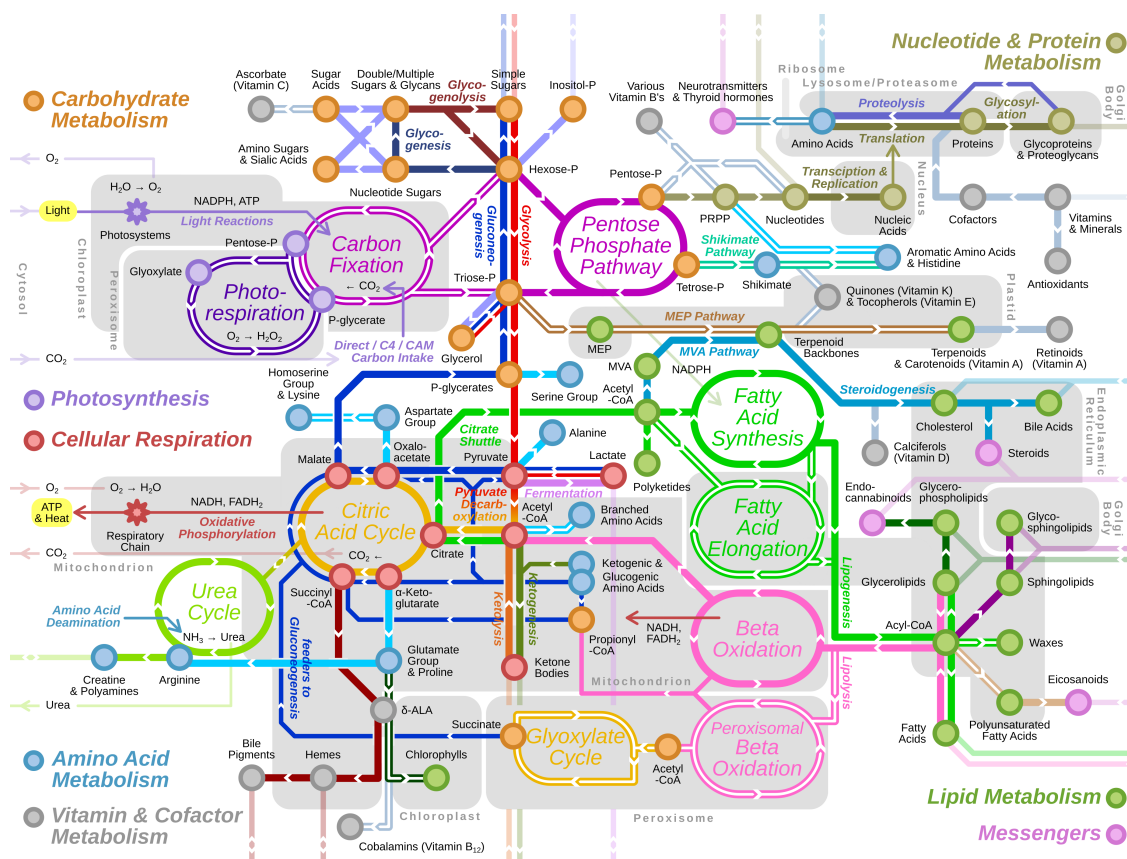 Nucleotide & Protein
Metabolism
Carbohydrate
Metabolism
Ascorbate
(Vitamin C)
Sugar
Acids
Double/Multiple
Sugars & Glycans
Glyco-
genolysis
Simple
Sugars
Inositol-P
Various
Vitamin B's
Neurotransmitters
& Thyroid hormones
Ribosome
Lysosome/Proteasome
Proteolysis
Glycosyl-
ation
Golgi
Body
Amino Sugars
& Sialic Acids
Glyco-
genesis
Hexose-P
Nucleotide Sugars
Amino Acids
Translation
Proteins
Glycoproteins
& Proteoglycans
Pentose-P
Transciption &
Replication
Nucleus
PRPP
Nucleotides
Nucleic
Acids
Cofactors
Vitamins
& Minerals
Antioxidants
O₂
H₂O → O₂
Light
NADPH, ATP
Light Reactions
Photosystems
Chloroplast
Cytosol
Peroxisome
Pentose-P
Carbon
Fixation
← CO₂
Glyoxylate
Photo-
respiration
O₂ → H₂O₂
P-glycerate
Direct / C4 / CAM
Carbon Intake
CO₂
Gluconeo-
genesis
Glycolysis
Triose-P
Glycerol
Pentose
Phosphate
Pathway
Tetrose-P
Shikimate
Pathway
Shikimate
Aromatic Amino Acids
& Histidine
Quinones (Vitamin K)
& Tocopherols (Vitamin E)
Plastid
MEP Pathway
MEP
MVA Pathway
Terpenoid
Backbones
Terpenoids
& Carotenoids (Vitamin A)
Retinoids
(Vitamin A)
Photosynthesis
Cellular Respiration
Homoserine
Group
& Lysine
P-glycerates
Serine Group
MVA
NADPH
Acetyl
-CoA
Fatty
Acid
Synthesis
Steroidogenesis
Cholesterol
Bile Acids
Endoplasmic
Reticulum
Calciferols
(Vitamin D)
Steroids
Aspartate
Group
Citrate
Shuttle
Alanine
Malate
Oxalo-
acetate
Pyruvate
Lactate
Polyketides
Pyruvate
Decarb-
oxylation
Fermentation
O₂
O₂ → H₂O
ATP
& Heat
NADH, FADH₂
Oxidative
Phosphorylation
Respiratory
Chain
CO₂
Mitochondrion
Citric
Acid Cycle
CO₂ ←
Citrate
Acetyl
-CoA
Branched
Amino Acids
Fatty
Acid
Elongation
Lipogenesis
Endo-
cannabinoids
Glycero-
phospholipids
Glyco-
sphingolipids
Golgi
Body
Glycerolipids
Sphingolipids
Urea
Cycle
NH₃ → Urea
Amino Acid
Deamination
Succinyl
-CoA
α-Keto-
glutarate
Ketolysis
Ketogenesis
Ketogenic &
Glucogenic
Amino Acids
Propionyl
-CoA
NADH,
FADH₂
Beta
Oxidation
Lipolysis
Acyl-CoA
Waxes
Creatine
& Polyamines
Arginine
Urea
feeders to
Gluconeogenesis
Glutamate
Group
& Proline
Ketone
Bodies
Mitochondrion
Eicosanoids
Polyunsaturated
Fatty Acids
Fatty
Acids
δ-ALA
Succinate
Glyoxylate
Cycle
Acetyl
-CoA
Peroxisomal
Beta
Oxidation
Bile
Pigments
Hemes
Chlorophylls
Chloroplast
Peroxisome
Cobalamins (Vitamin B₁₂)
Amino Acid
Metabolism
Vitamin & Cofactor
Metabolism
Lipid Metabolism
Messengers